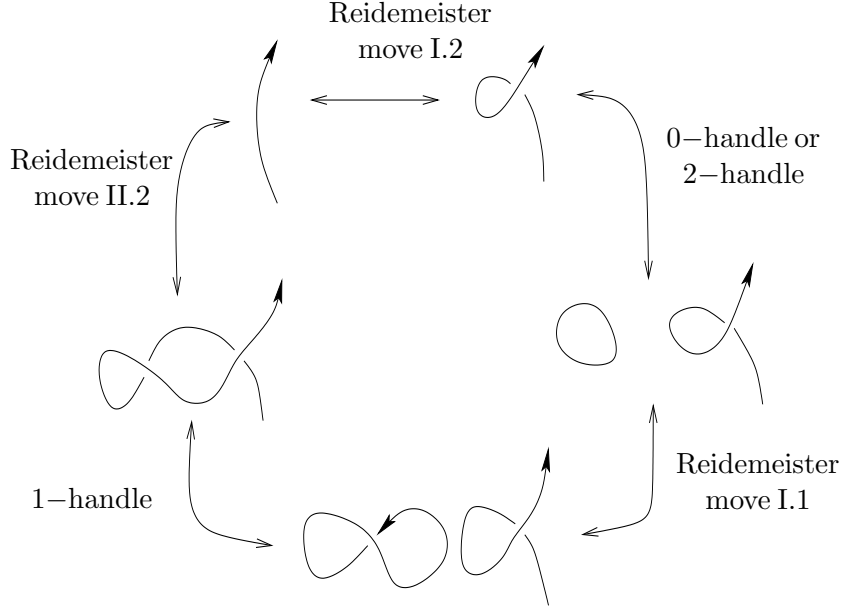 Reidemeister
move I.2
0−handle or
2−handle
Reidemeister
move II.2
Reidemeister
move I.1
1−handle